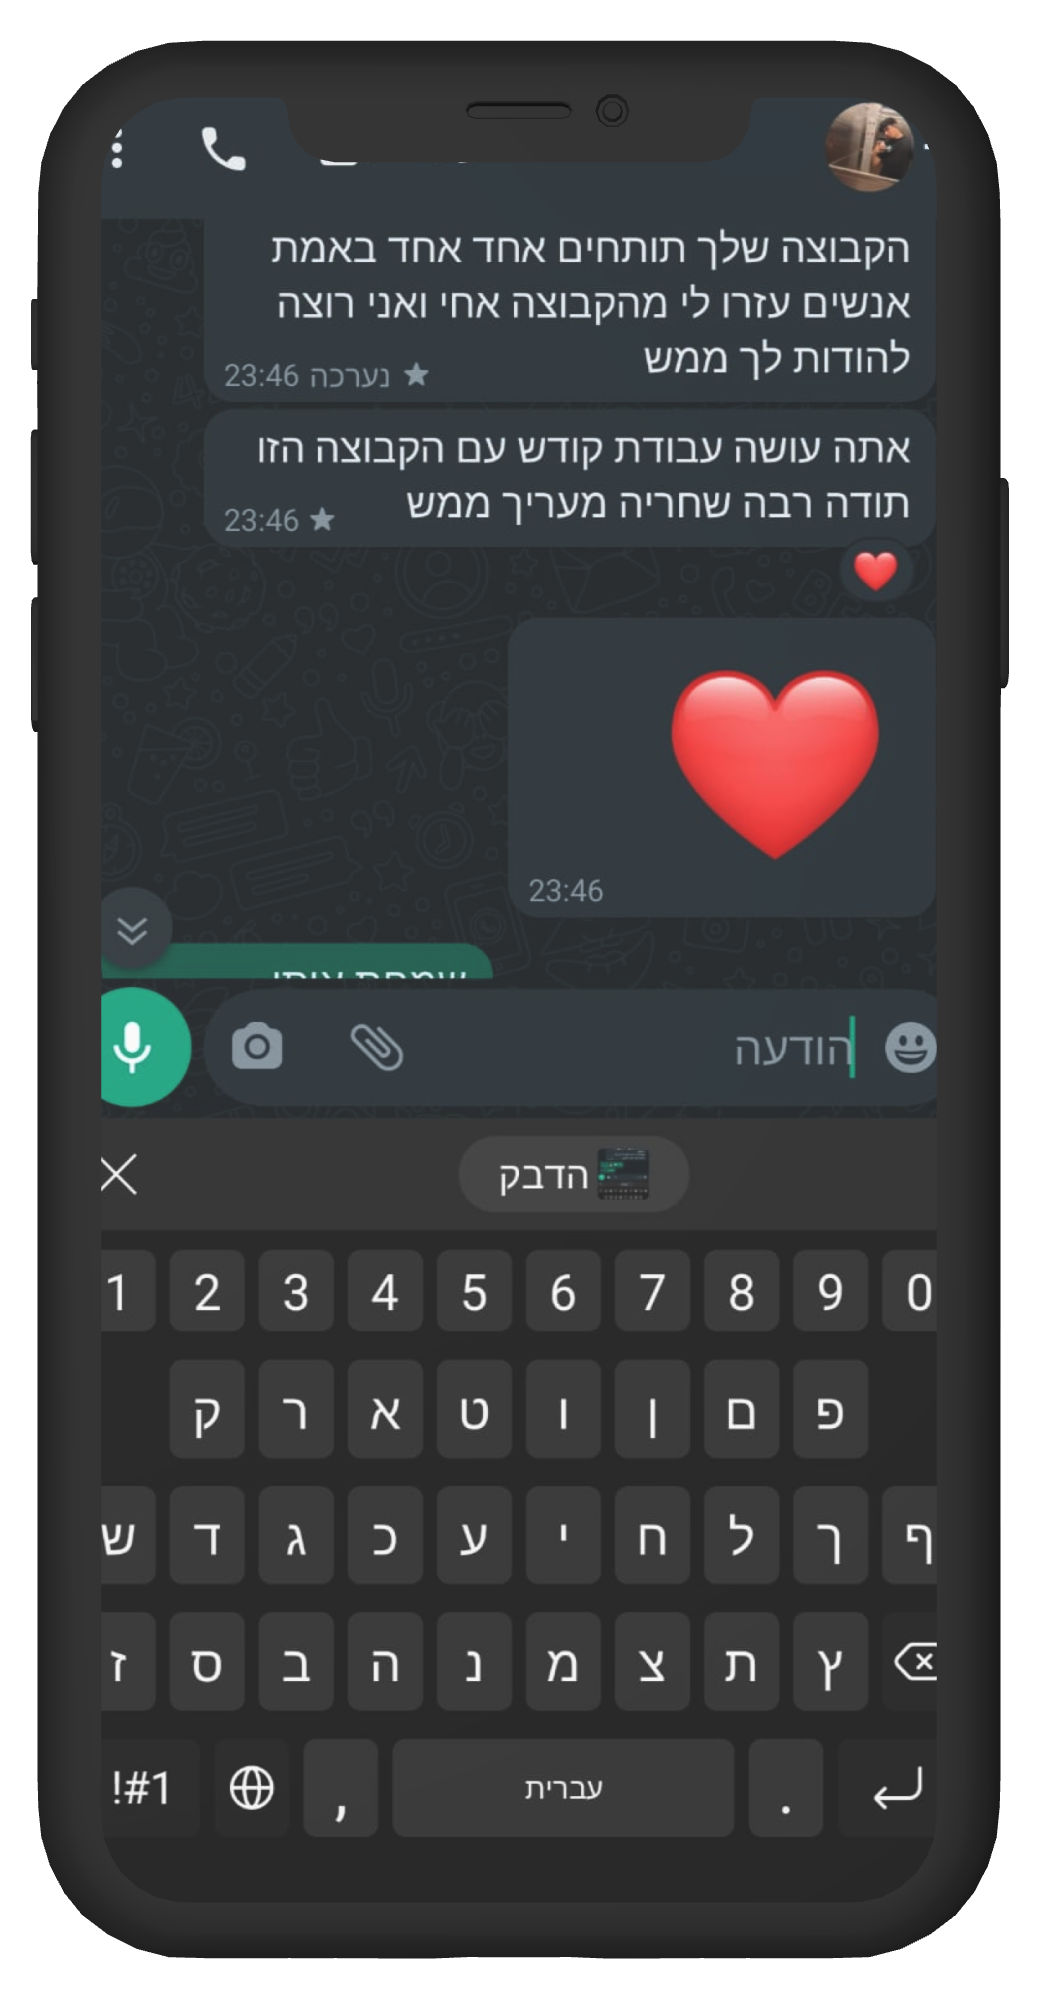 הקבוצה שלך תותחים אחד אחד באמת
אנשים עזרו לי מהקבוצה אחי ואני רוצה
להודות לך ממש
נערכה 23:46
אתה עושה עבודת קודש עם הקבוצה הזו
תודה רבה שחריה מעריך ממש
23:46
23:46
שמחת אותי
הודעה
הדבק
1 2 3 4 5 6 7 8 9 0
ק ר א ט ו ן ם פ
ש ד ג כ ע י ח ל ך ף
ז ס ב ה נ מ צ ת ץ
!#1 , עברית .